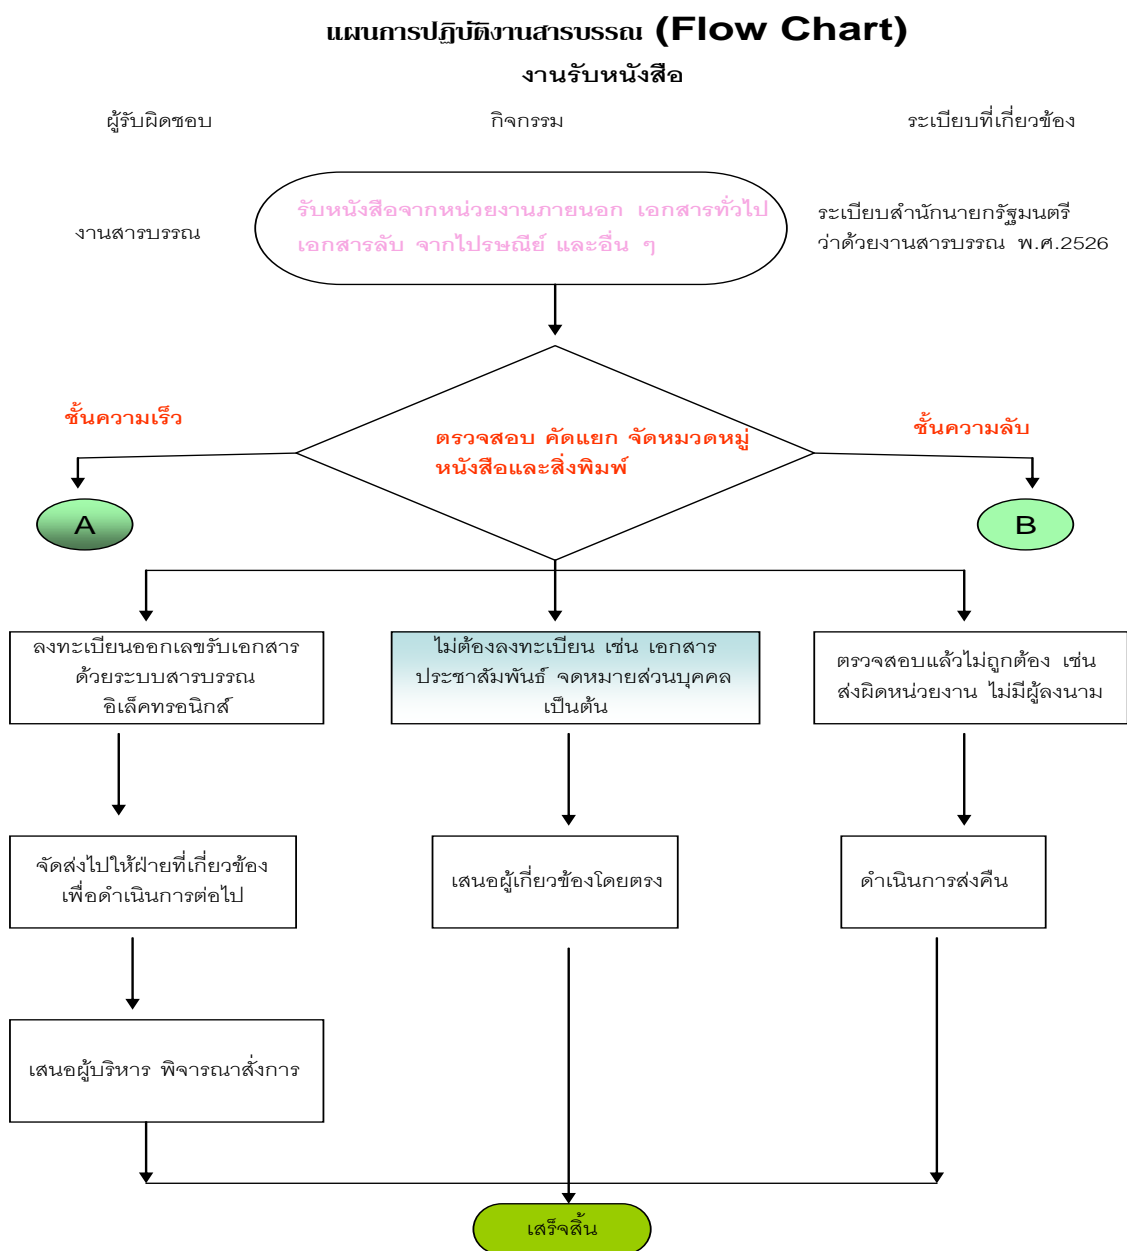 แผนการปฏิบัติงานสารบรรณ (Flow Chart)
งานรับหนังสือ
ผู้รับผิดชอบ
กิจกรรม
ระเบียบที่เกี่ยวข้อง
งานสารบรรณ
รับหนังสือจากหน่วยงานภายนอก เอกสารทั่วไป
เอกสารลับ จากไปรษณีย์ และอื่น ๆ
ระเบียบสำนักนายกรัฐมนตรี
ว่าด้วยงานสารบรรณ พ.ศ.2526
ชั้นความเร็ว
ตรวจสอบ คัดแยก จัดหมวดหมู่
หนังสือและสิ่งพิมพ์
ชั้นความลับ
A
B
ลงทะเบียนออกเลขรับเอกสาร
ด้วยระบบสารบรรณ
อิเล็คทรอนิกส์
ไม่ต้องลงทะเบียน เช่น เอกสาร
ประชาสัมพันธ์ จดหมายส่วนบุคคล
เป็นต้น
ตรวจสอบแล้วไม่ถูกต้อง เช่น
ส่งผิดหน่วยงาน ไม่มีผู้ลงนาม
จัดส่งไปให้ฝ่ายที่เกี่ยวข้อง
เพื่อดำเนินการต่อไป
เสนอผู้เกี่ยวข้องโดยตรง
ดำเนินการส่งคืน
เสนอผู้บริหาร พิจารณาสั่งการ
เสร็จสิ้น